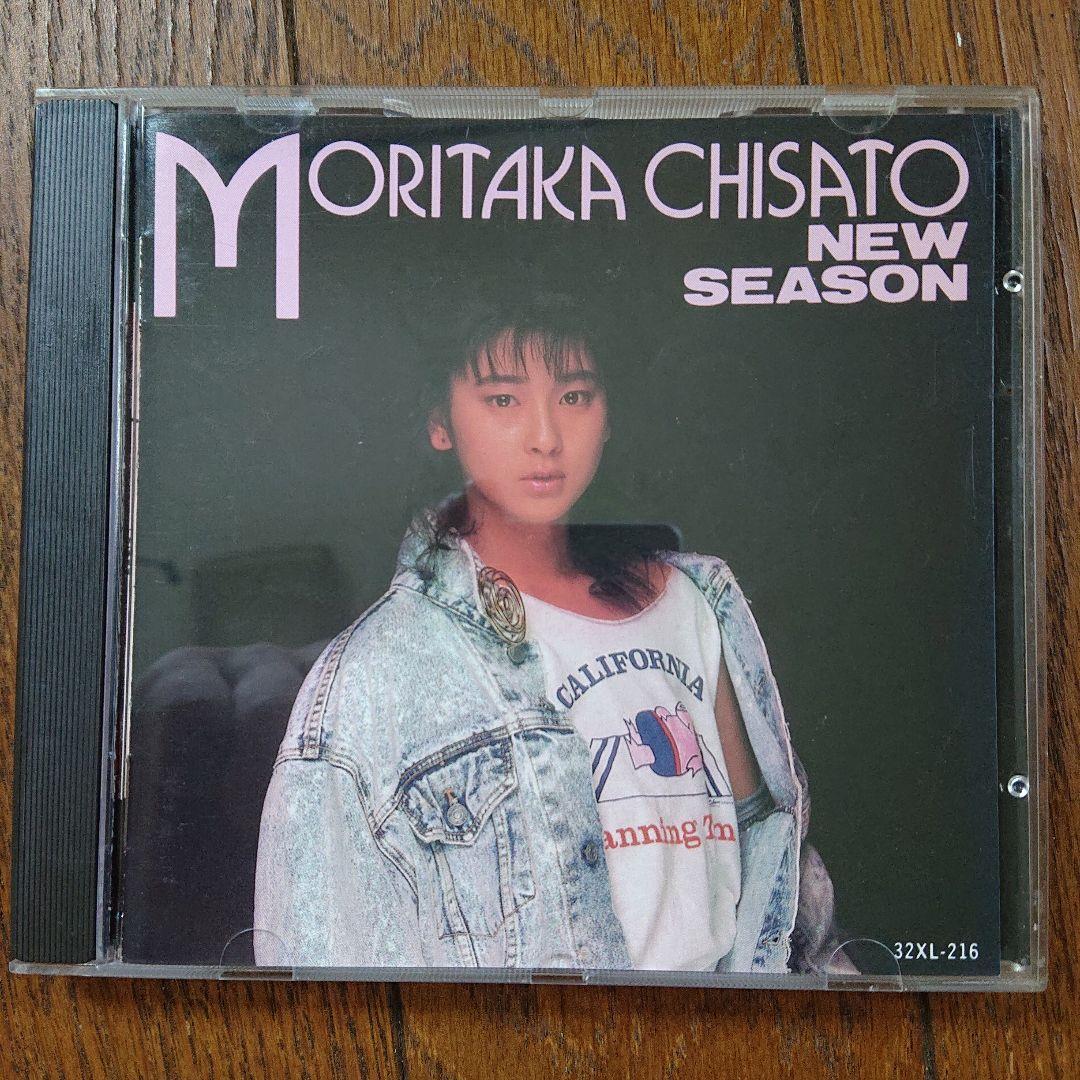 MORITAKA CHISATO
NEW
SEASON
CALIFORNIA
anning
32XL-216